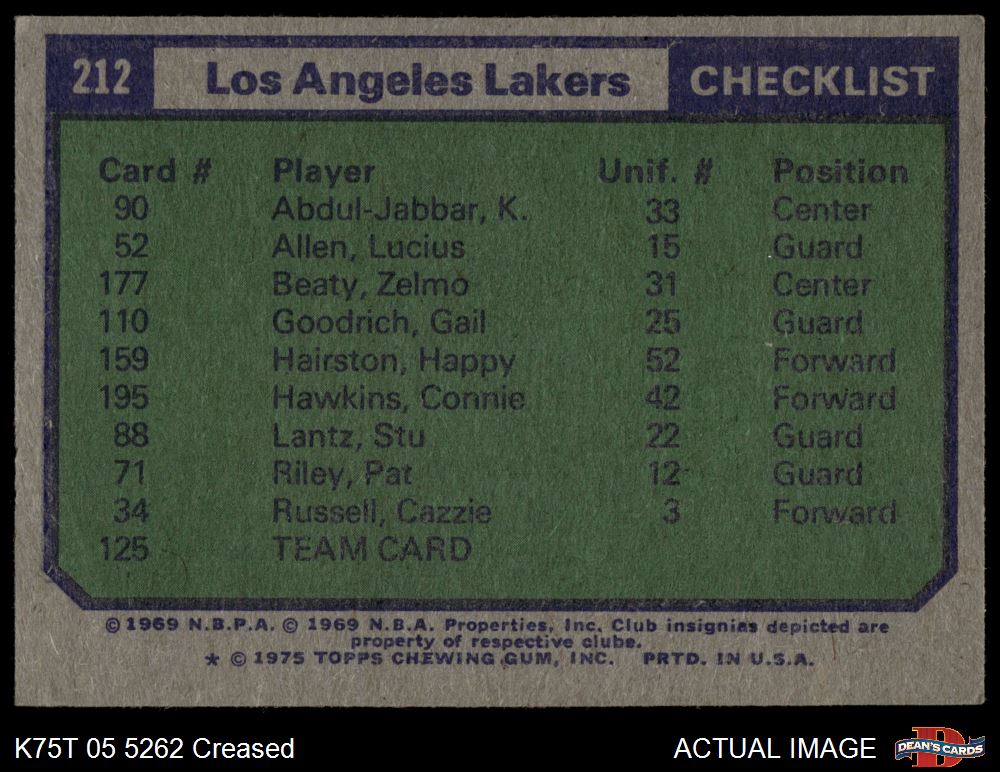 212 Los Angeles Lakers CHECKLIST
Card # Player Unif. # Position
90 Abdul-Jabbar, K. 33 Center
52 Allen, Lucius 15 Guard
177 Beaty, Zelmo 31 Center
110 Goodrich, Gail 25 Guard
159 Hairston, Happy 52 Forward
195 Hawkins, Connie 42 Forward
88 Lantz, Stu 22 Guard
71 Riley, Pat 12 Guard
34 Russell, Cazzie 3 Forward
125 TEAM CARD
© 1969 N.B.P.A. © 1969 N.B.A. Properties, Inc. Club insignias depicted are
property of respective clubs.
* © 1975 TOPPS CHEWING GUM, INC. PRTD. IN U.S.A.
K75T 05 5262 Creased ACTUAL IMAGE DEAN'S CARDS